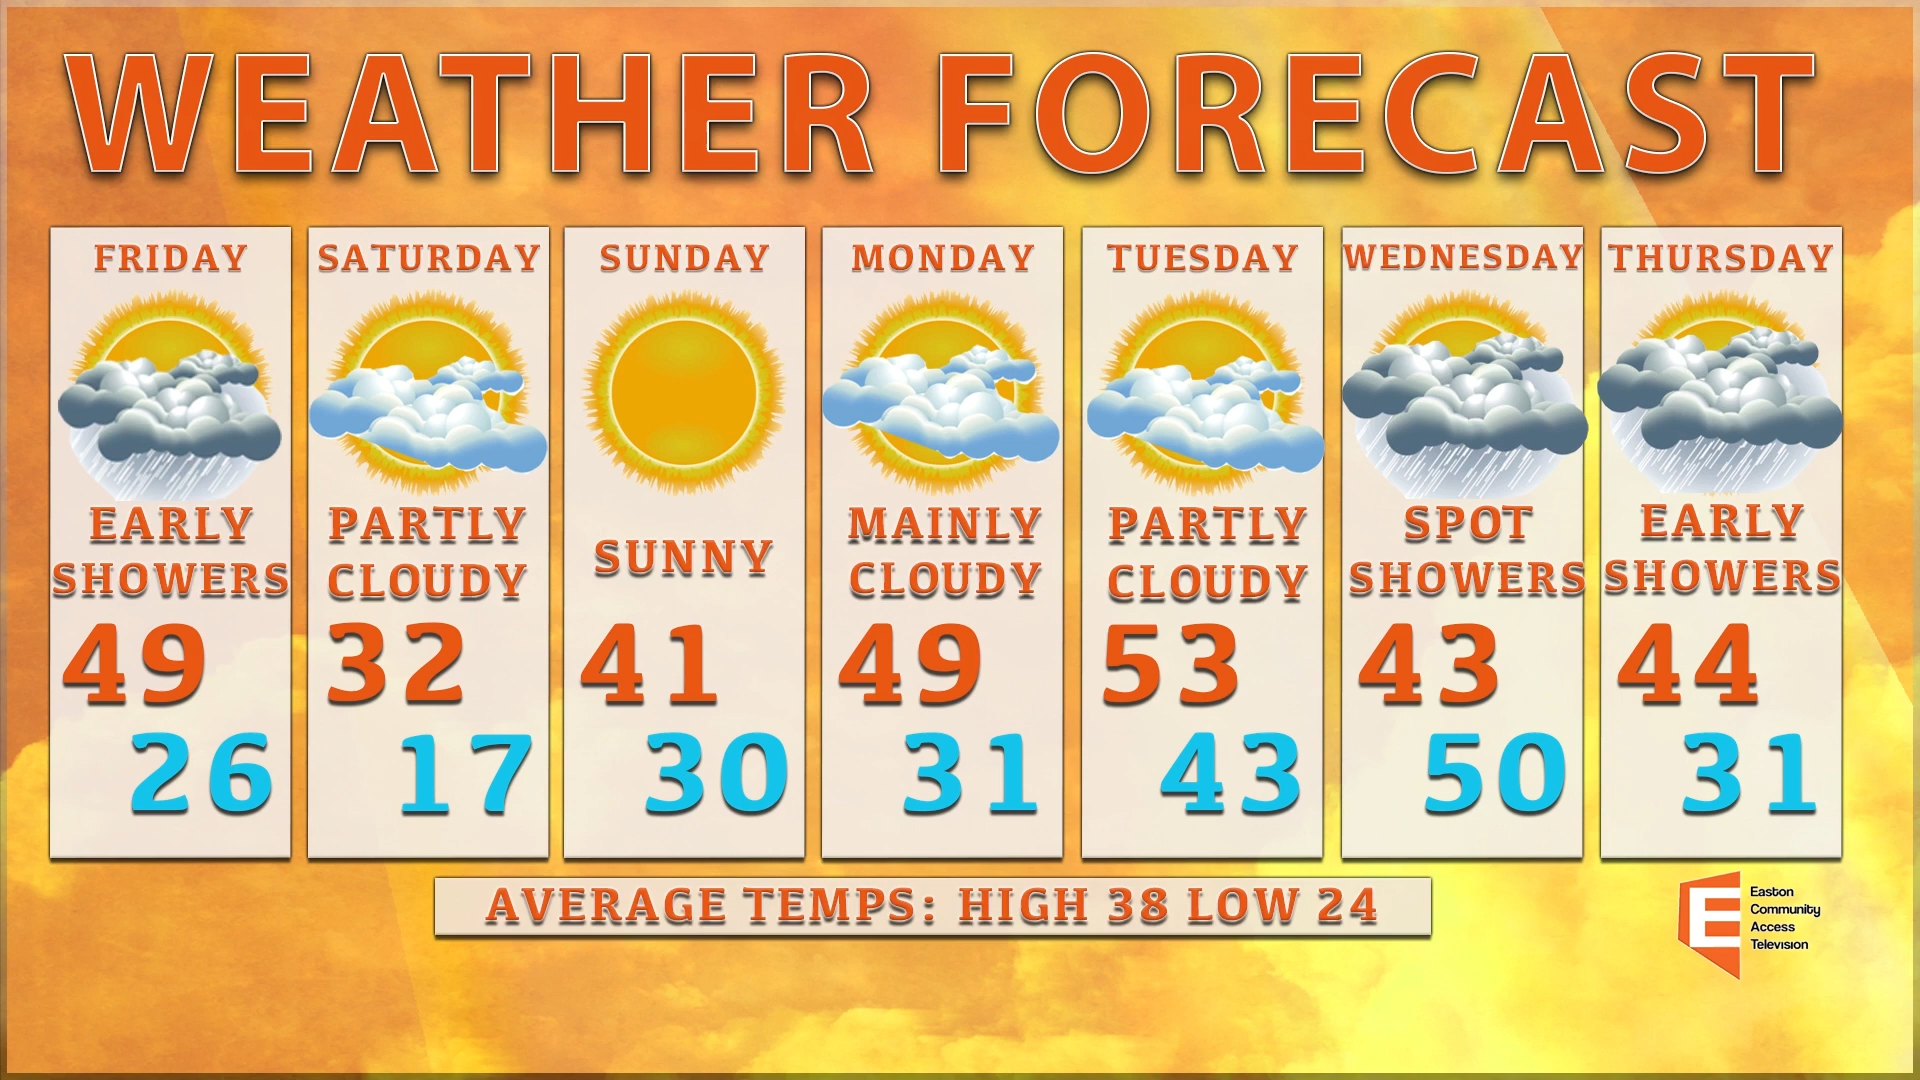 WEATHER FORECAST
FRIDAY
EARLY
SHOWERS
49
26
SATURDAY
PARTLY
CLOUDY
32
17
SUNDAY
SUNNY
41
30
MONDAY
MAINLY
CLOUDY
49
31
TUESDAY
PARTLY
CLOUDY
53
43
WEDNESDAY
SPOT
SHOWERS
43
50
THURSDAY
EARLY
SHOWERS
44
31
AVERAGE TEMPS: HIGH 38 LOW 24
E
Easton
Community
Access
Television